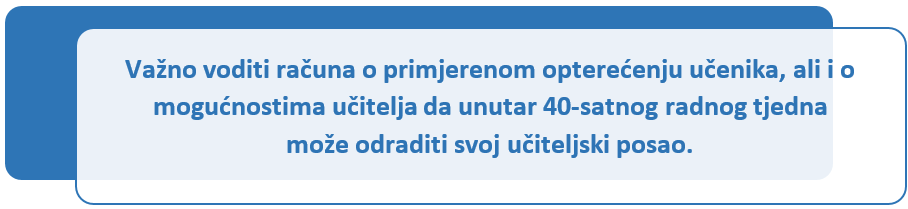 Važno voditi računa o primjerenom opterećenju učenika, ali i o
mogućnostima učitelja da unutar 40-satnog radnog tjedna
može odraditi svoj učiteljski posao.